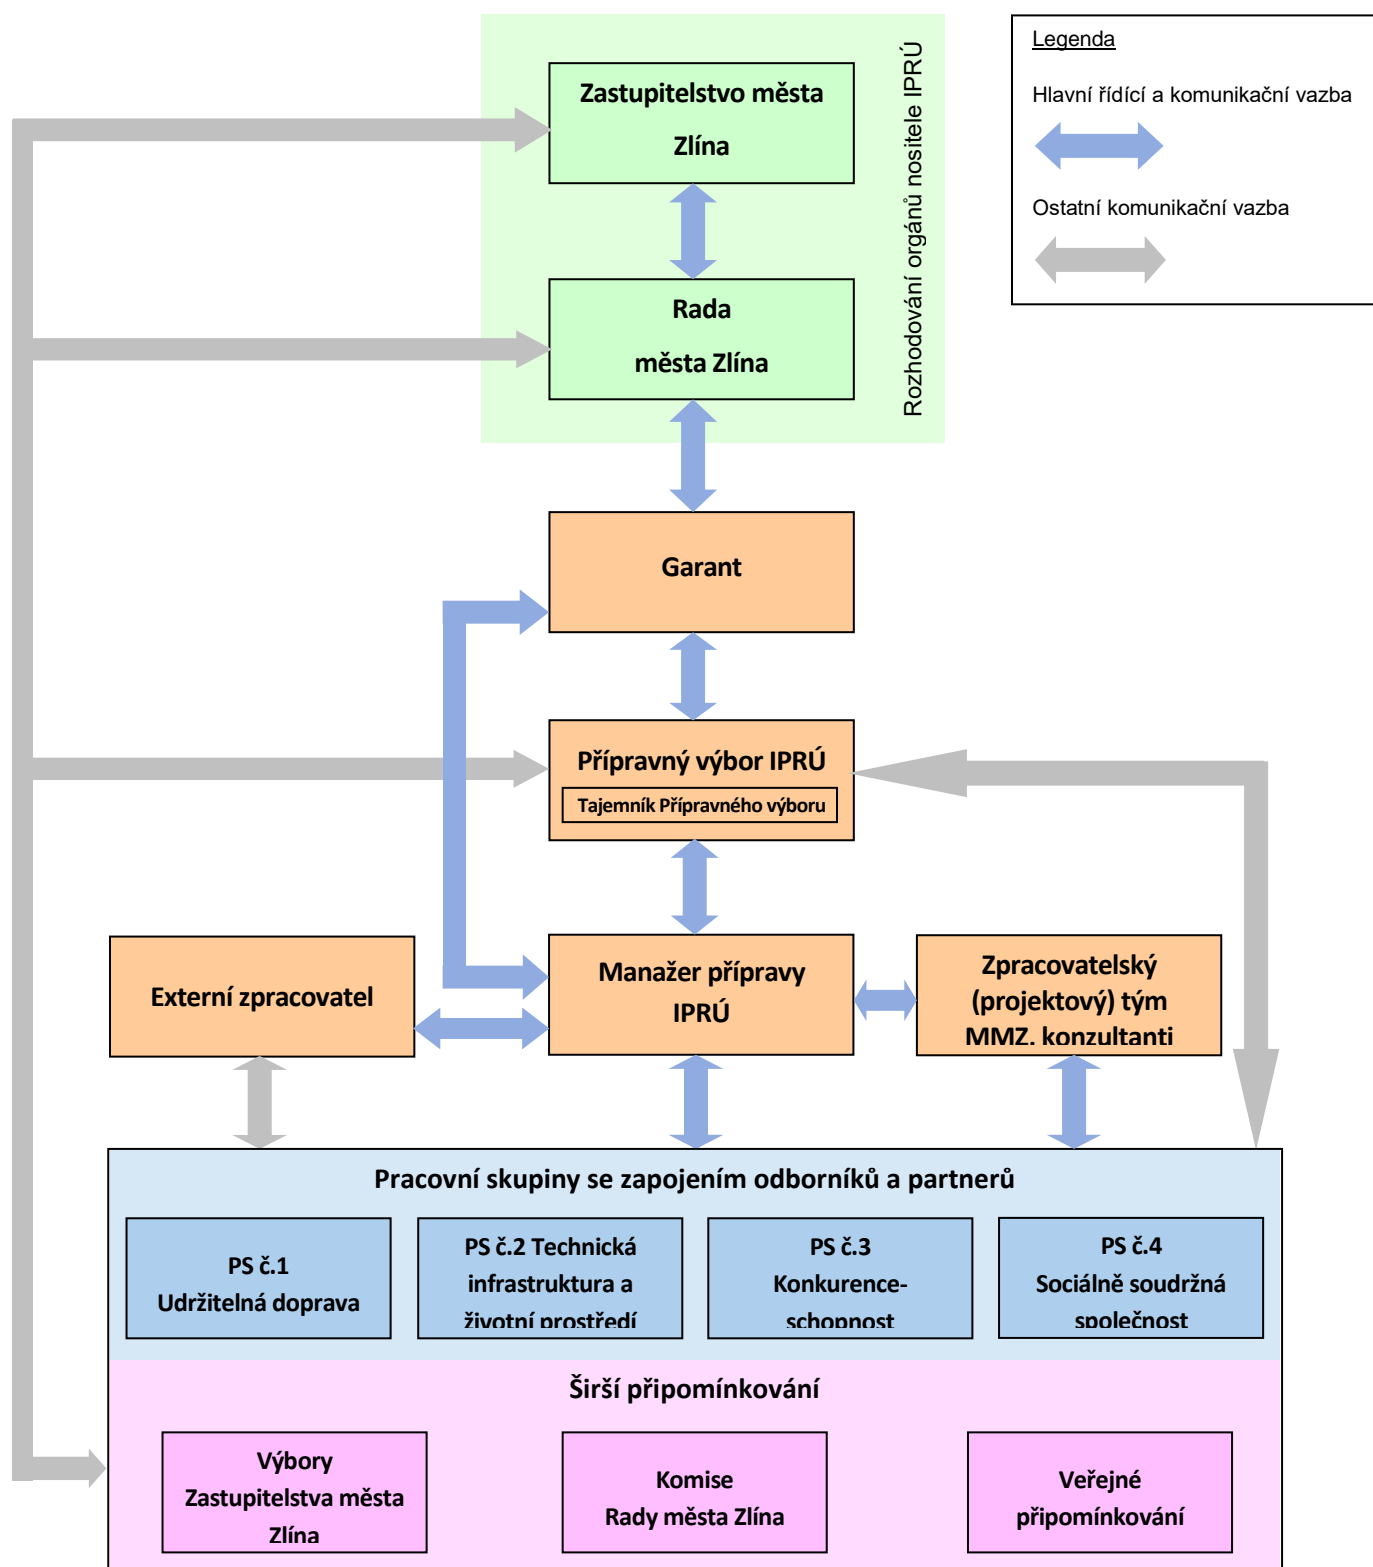 Zastupitelstvo města
Zlína
Rada
města Zlína
Rozhodování orgánů nositele IPRÚ
Legenda
Hlavní řídící a komunikační vazba
Ostatní komunikační vazba
Garant
Přípravný výbor IPRÚ
Tajemník Přípravného výboru
Externí zpracovatel
Manažer přípravy
IPRÚ
Zpracovatelský
(projektový) tým
MMZ, konzultanti
Pracovní skupiny se zapojením odborníků a partnerů
PS č.1
Udržitelná doprava
PS č.2 Technická
infrastruktura a
životní prostředí
PS č.3
Konkurence-
schopnost
PS č.4
Sociálně soudržná
společnost
Širší připomínkování
Výbory
Zastupitelstva města
Zlína
Komise
Rady města Zlína
Veřejné
připomínkování